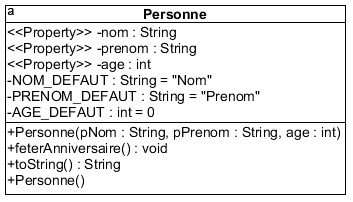 a
Personne
<<Property>> -nom : String
<<Property>> -prenom : String
<<Property>> -age : int
-NOM_DEFAUT : String = "Nom"
-PRENOM_DEFAUT : String = "Prenom"
-AGE_DEFAUT : int = 0
+Personne(pNom : String, pPrenom : String, age : int)
+feterAnniversaire() : void
+toString() : String
+Personne()